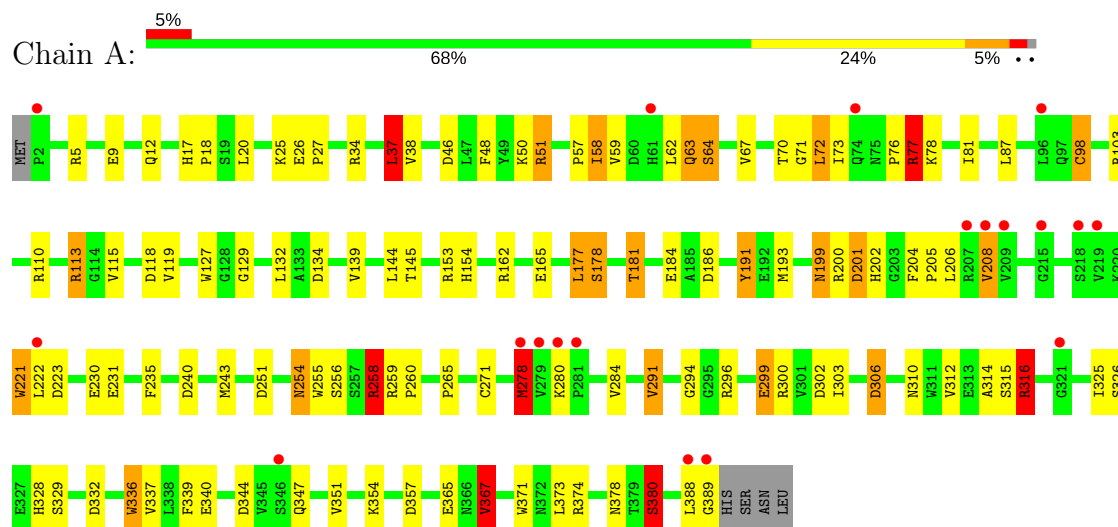 5%
Chain A:
68% 24% 5% • •
MET P2 R5 E9 Q12 H17 P18 S19 L20 K25 E26 P27 R34 L37 V38 D46 L47 F48 Y49 K50 R51 P57 I58 V59 D60 H61 L62 Q63 S64 V67 T70 G71 L72 I73 Q74 N75 P76 R77 K78 I81 L87 L96 Q97 C98
R110 R113 G114 V115 D118 V119 W127 G128 G129 L132 A133 D134 V139 L144 T145 R153 H154 R162 E165 L177 S178 T181 E184 A185 D186 Y191 E192 M193 N199 R200 D201 H202 G203 F204 P205 L206 R207 V208 V209 G215 S218 V219 K220
W221 L222 D223 E230 E231 F235 D240 M243 D251 N254 W255 S256 S257 R258 R259 P260 P265 C271 M278 V279 K280 P281 V284 V291 G294 G295 R296 E299 R300 V301 D302 I303 D306 N310 W311 V312 E313 A314 S315 R316 G321 I325 S326
E327 H328 S329 D332 W336 V337 L338 F339 E340 D344 V345 S346 Q347 V351 K354 D357 E365 N366 V367 W371 N372 L373 R374 N378 T379 S380 L388 G389 HIS SER ASN LEU